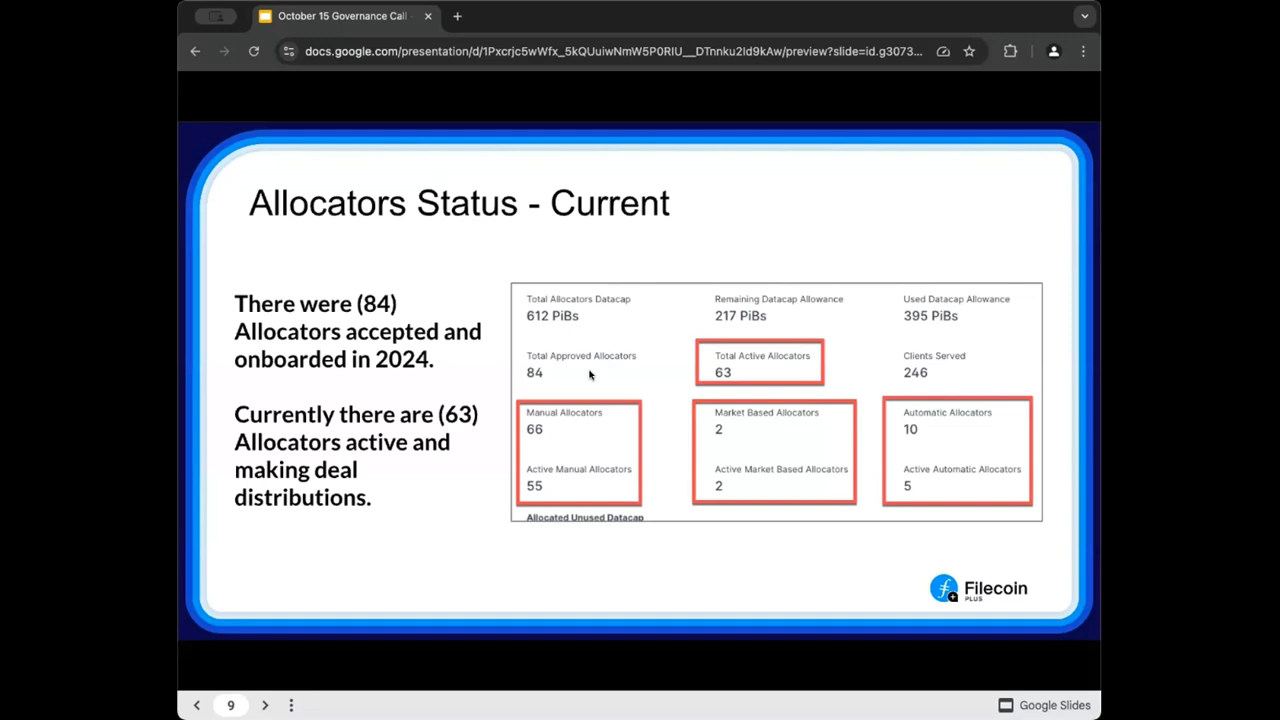 October 15 Governance Call -
docs.google.com/presentation/d/1Pxcrjc5wWfx_5kQUuiwNmW5P0RIU__DTnnku2Id9kAw/preview?slide=id.g3073...
Allocators Status - Current
There were (84)
Allocators accepted and
onboarded in 2024.
Currently there are (63)
Allocators active and
making deal
distributions.
Total Allocators Datacap
612 PiBs
Remaining Datacap Allowance
217 PiBs
Used Datacap Allowance
395 PiBs
Total Approved Allocators
84
Total Active Allocators
63
Clients Served
246
Manual Allocators
66
Market Based Allocators
2
Automatic Allocators
10
Active Manual Allocators
55
Active Market Based Allocators
2
Active Automatic Allocators
5
Allocated Unused Datacap
Filecoin
PLUS
9
Google Slides